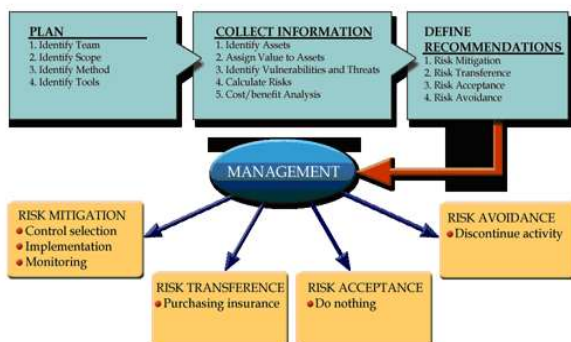 PLAN
1. Identify Team
2. Identify Scope
3. Identify Method
4. Identify Tools
COLLECT INFORMATION
1. Identify Assets
2. Assign Value to Assets
3. Identify Vulnerabilities and Threats
4. Calculate Risks
5. Cost/benefit Analysis
DEFINE
RECOMMENDATIONS
1. Risk Mitigation
2. Risk Transference
3. Risk Acceptance
4. Risk Avoidance
MANAGEMENT
RISK MITIGATION
Control selection
Implementation
Monitoring
RISK TRANSFERENCE
Purchasing insurance
RISK ACCEPTANCE
Do nothing
RISK AVOIDANCE
Discontinue activity